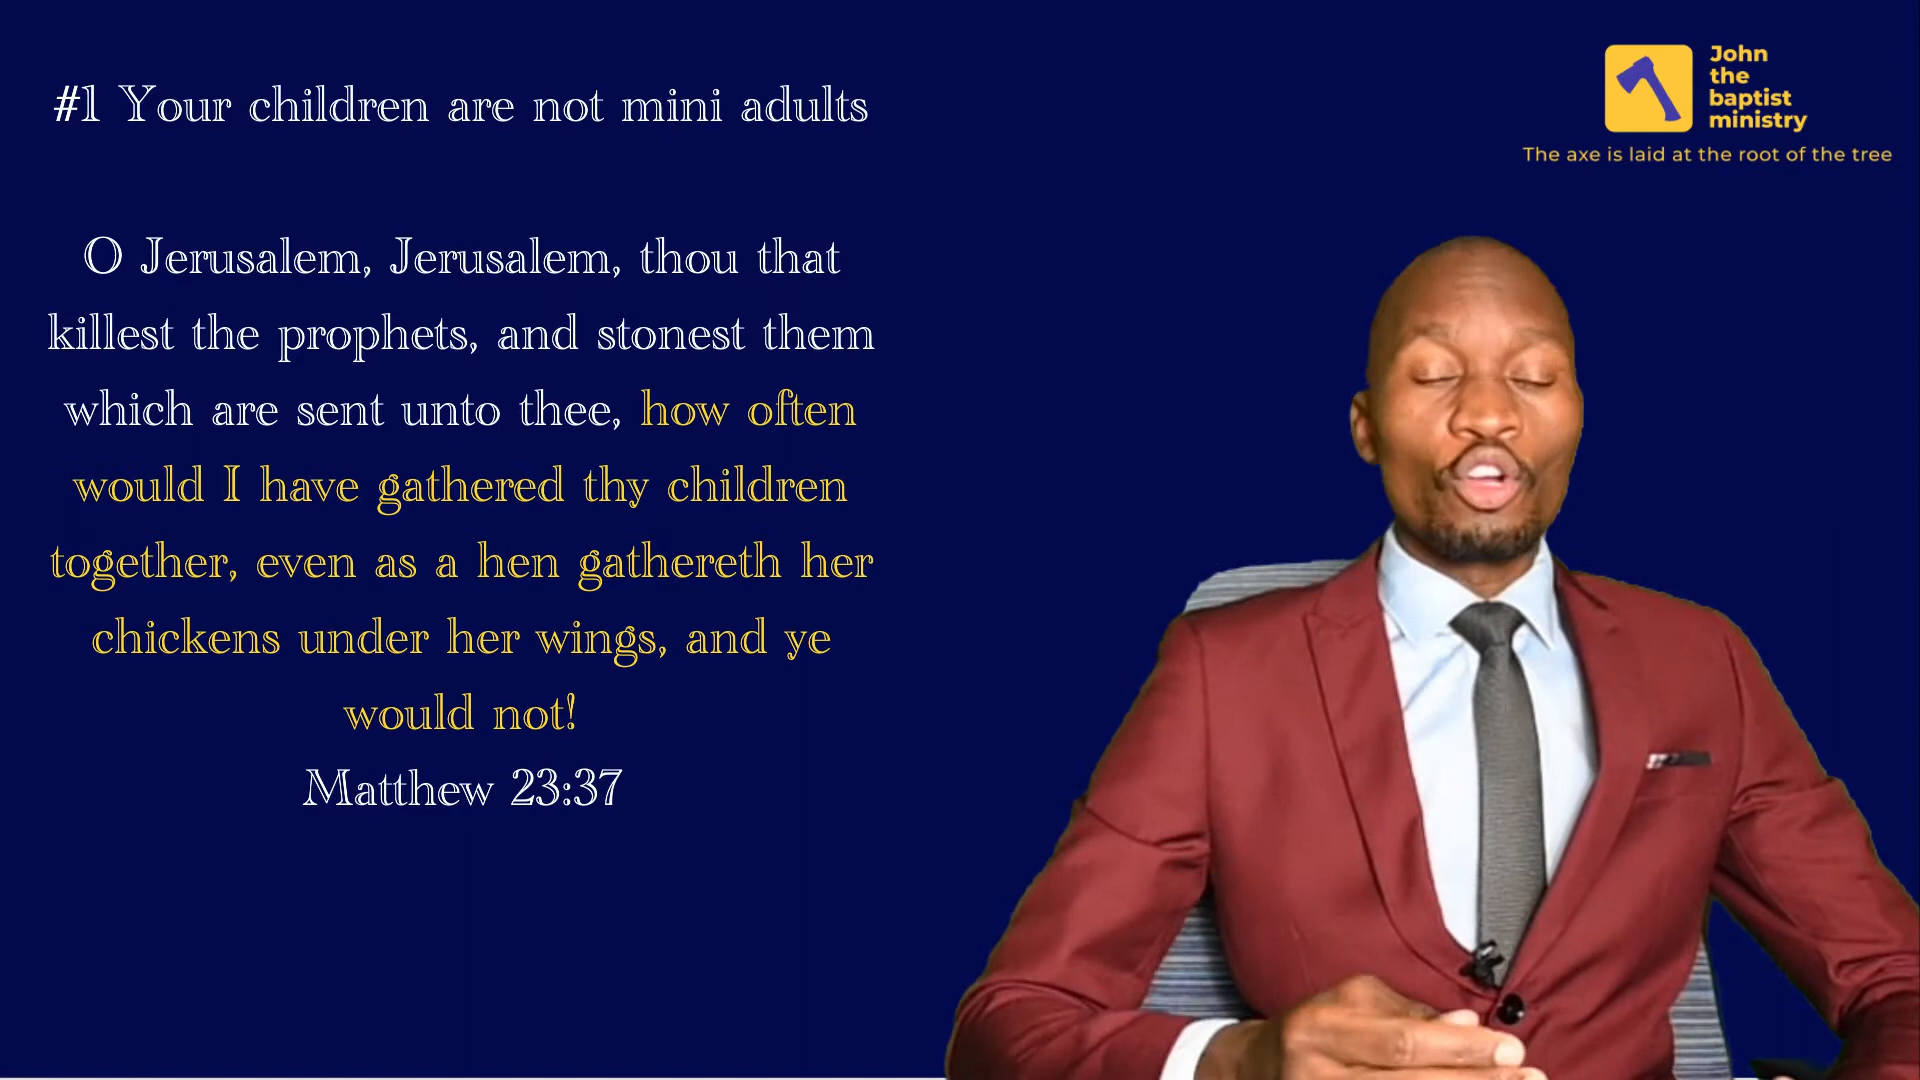 #1 Your children are not mini adults
O Jerusalem, Jerusalem, thou that
killest the prophets, and stonest them
which are sent unto thee, how often
would I have gathered thy children
together, even as a hen gathereth her
chickens under her wings, and ye
would not!
Matthew 23:37
John
the
baptist
ministry
The axe is laid at the root of the tree